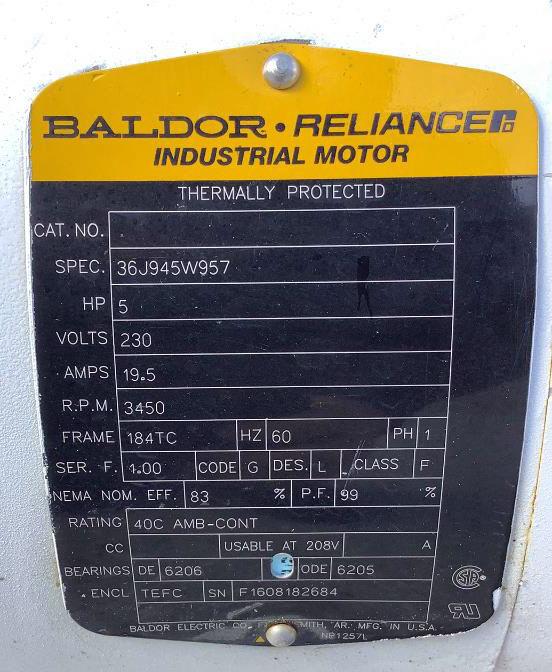 BALDOR • RELIANCE
INDUSTRIAL MOTOR
THERMALLY PROTECTED
CAT. NO.
SPEC. 36J945W957
HP 5
VOLTS 230
AMPS 19.5
R.P.M. 3450
FRAME 184TC HZ 60 PH 1
SER. F. 1.00 CODE G DES. L CLASS F
NEMA NOM. EFF. 83 % P.F. 99 %
RATING 40C AMB-CONT
CC USABLE AT 208V A
BEARINGS DE 6206 ODE 6205
ENCL TEFC SN F1608182684
BALDOR ELECTRIC CO. SMITH, AR. MFG. IN U.S.A.
NP1257L